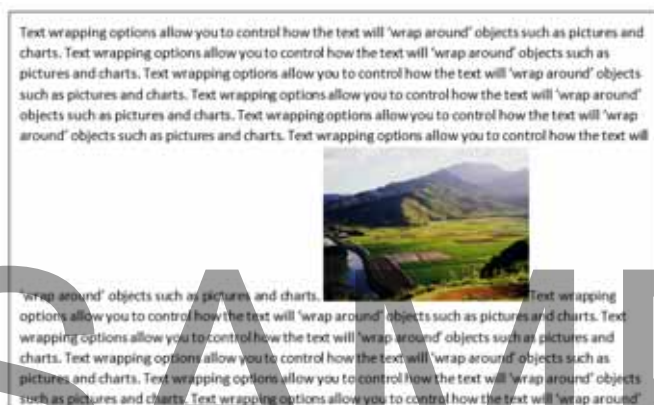 Text wrapping options allow you to control how the text will 'wrap around' objects such as pictures and
charts. Text wrapping options allow you to control how the text will 'wrap around' objects such as
pictures and charts. Text wrapping options allow you to control how the text will 'wrap around' objects
such as pictures and charts. Text wrapping options allow you to control how the text will 'wrap around'
objects such as pictures and charts. Text wrapping options allow you to control how the text will 'wrap
around' objects such as pictures and charts. Text wrapping options allow you to control how the text will
'wrap around' objects such as pictures and charts. Text wrapping
options allow you to control how the text will 'wrap around' objects such as pictures and charts. Text
wrapping options allow you to control how the text will 'wrap around' objects such as pictures and
charts. Text wrapping options allow you to control how the text will 'wrap around' objects such as
pictures and charts. Text wrapping options allow you to control how the text will 'wrap around' objects
such as pictures and charts. Text wrapping options allow you to control how the text will 'wrap around'